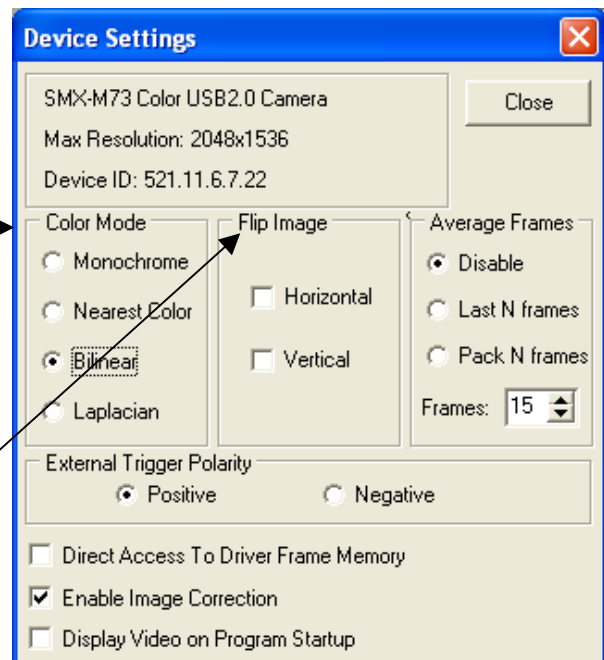 Device Settings
SMX-M73 Color USB2.0 Camera
Max Resolution: 2048x1536
Device ID: 521.11.6.7.22
Close
Color Mode
Monochrome
Nearest Color
Bilinear
Laplacian
Flip Image
Horizontal
Vertical
Average Frames
Disable
Last N frames
Pack N frames
Frames: 15
External Trigger Polarity
Positive
Negative
Direct Access To Driver Frame Memory
Enable Image Correction
Display Video on Program Startup